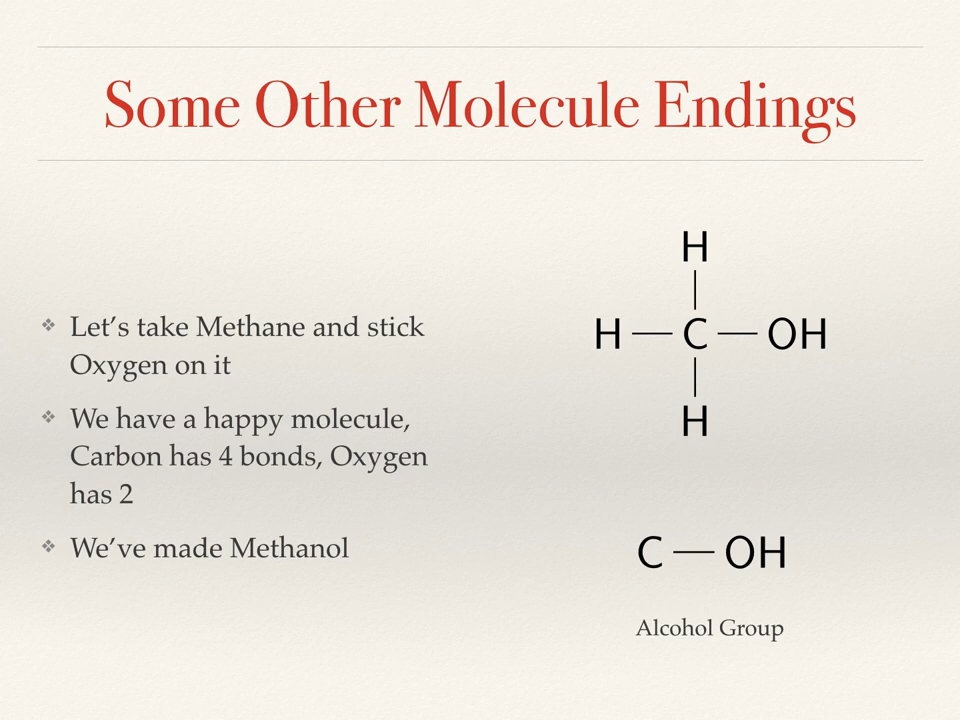 Some Other Molecule Endings
❖ Let’s take Methane and stick
Oxygen on it
❖ We have a happy molecule,
Carbon has 4 bonds, Oxygen
has 2
❖ We’ve made Methanol
H
H — C — OH
H
C — OH
Alcohol Group